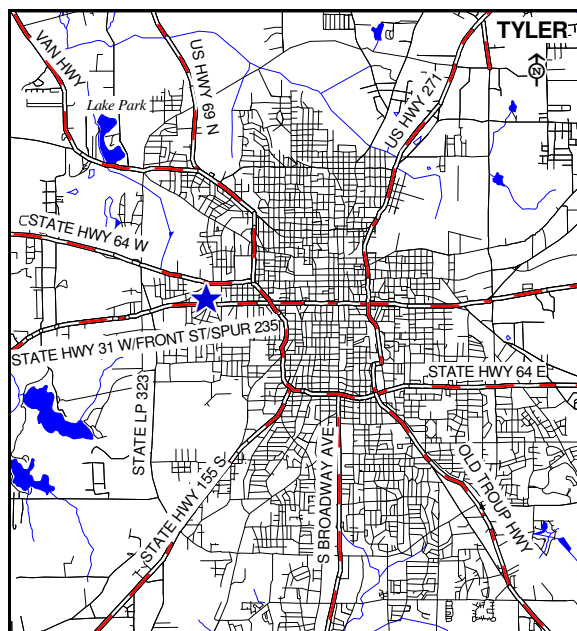 TYLER
N
VAN HWY
US HWY 69 N
US HWY 271
Lake Park
STATE HWY 64 W
STATE HWY 31 W/FRONT ST/SPUR 235
STATE HWY 64 E
STATE LP 323
STATE HWY 155 S
S BROADWAY AVE
OLD TROUP HWY